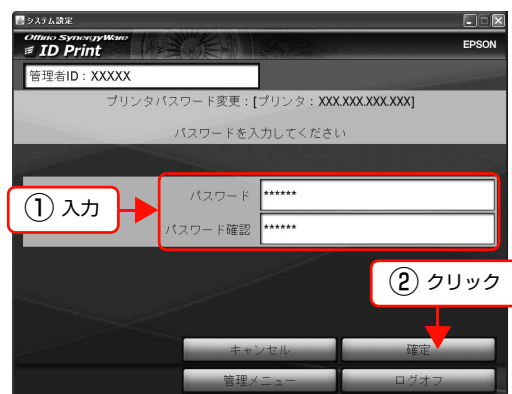 システム設定
Offirio SynergyWare
ID Print
EPSON
管理者ID：XXXXX
プリンタパスワード変更：[プリンタ：XXX.XXX.XXX.XXX]
パスワードを入力してください
パスワード ******
① 入力
パスワード確認 ******
② クリック
キャンセル 確定
管理メニュー ログオフ